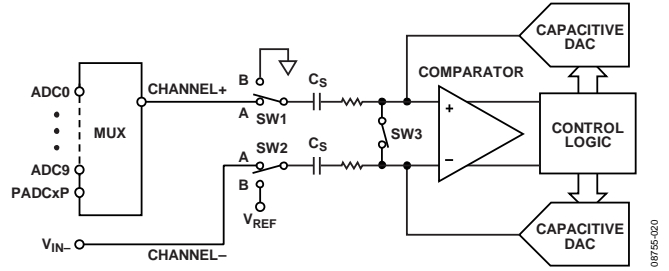 CAPACITIVE
DAC
COMPARATOR
B
CS
ADC0
CHANNEL+
A
SW1
+
MUX
SW3
CONTROL
LOGIC
ADC9
A
SW2
CS
–
PADCxP
B
VREF
VIN–
CHANNEL–
CAPACITIVE
DAC
08755-020